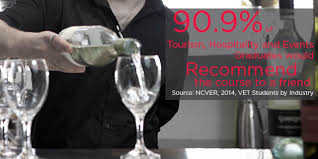 90.9% of
Tourism, Hospitality and Events
Graduates would
Recommend
the course to a friend
Source: NCVER, 2014, VET Students by Industry